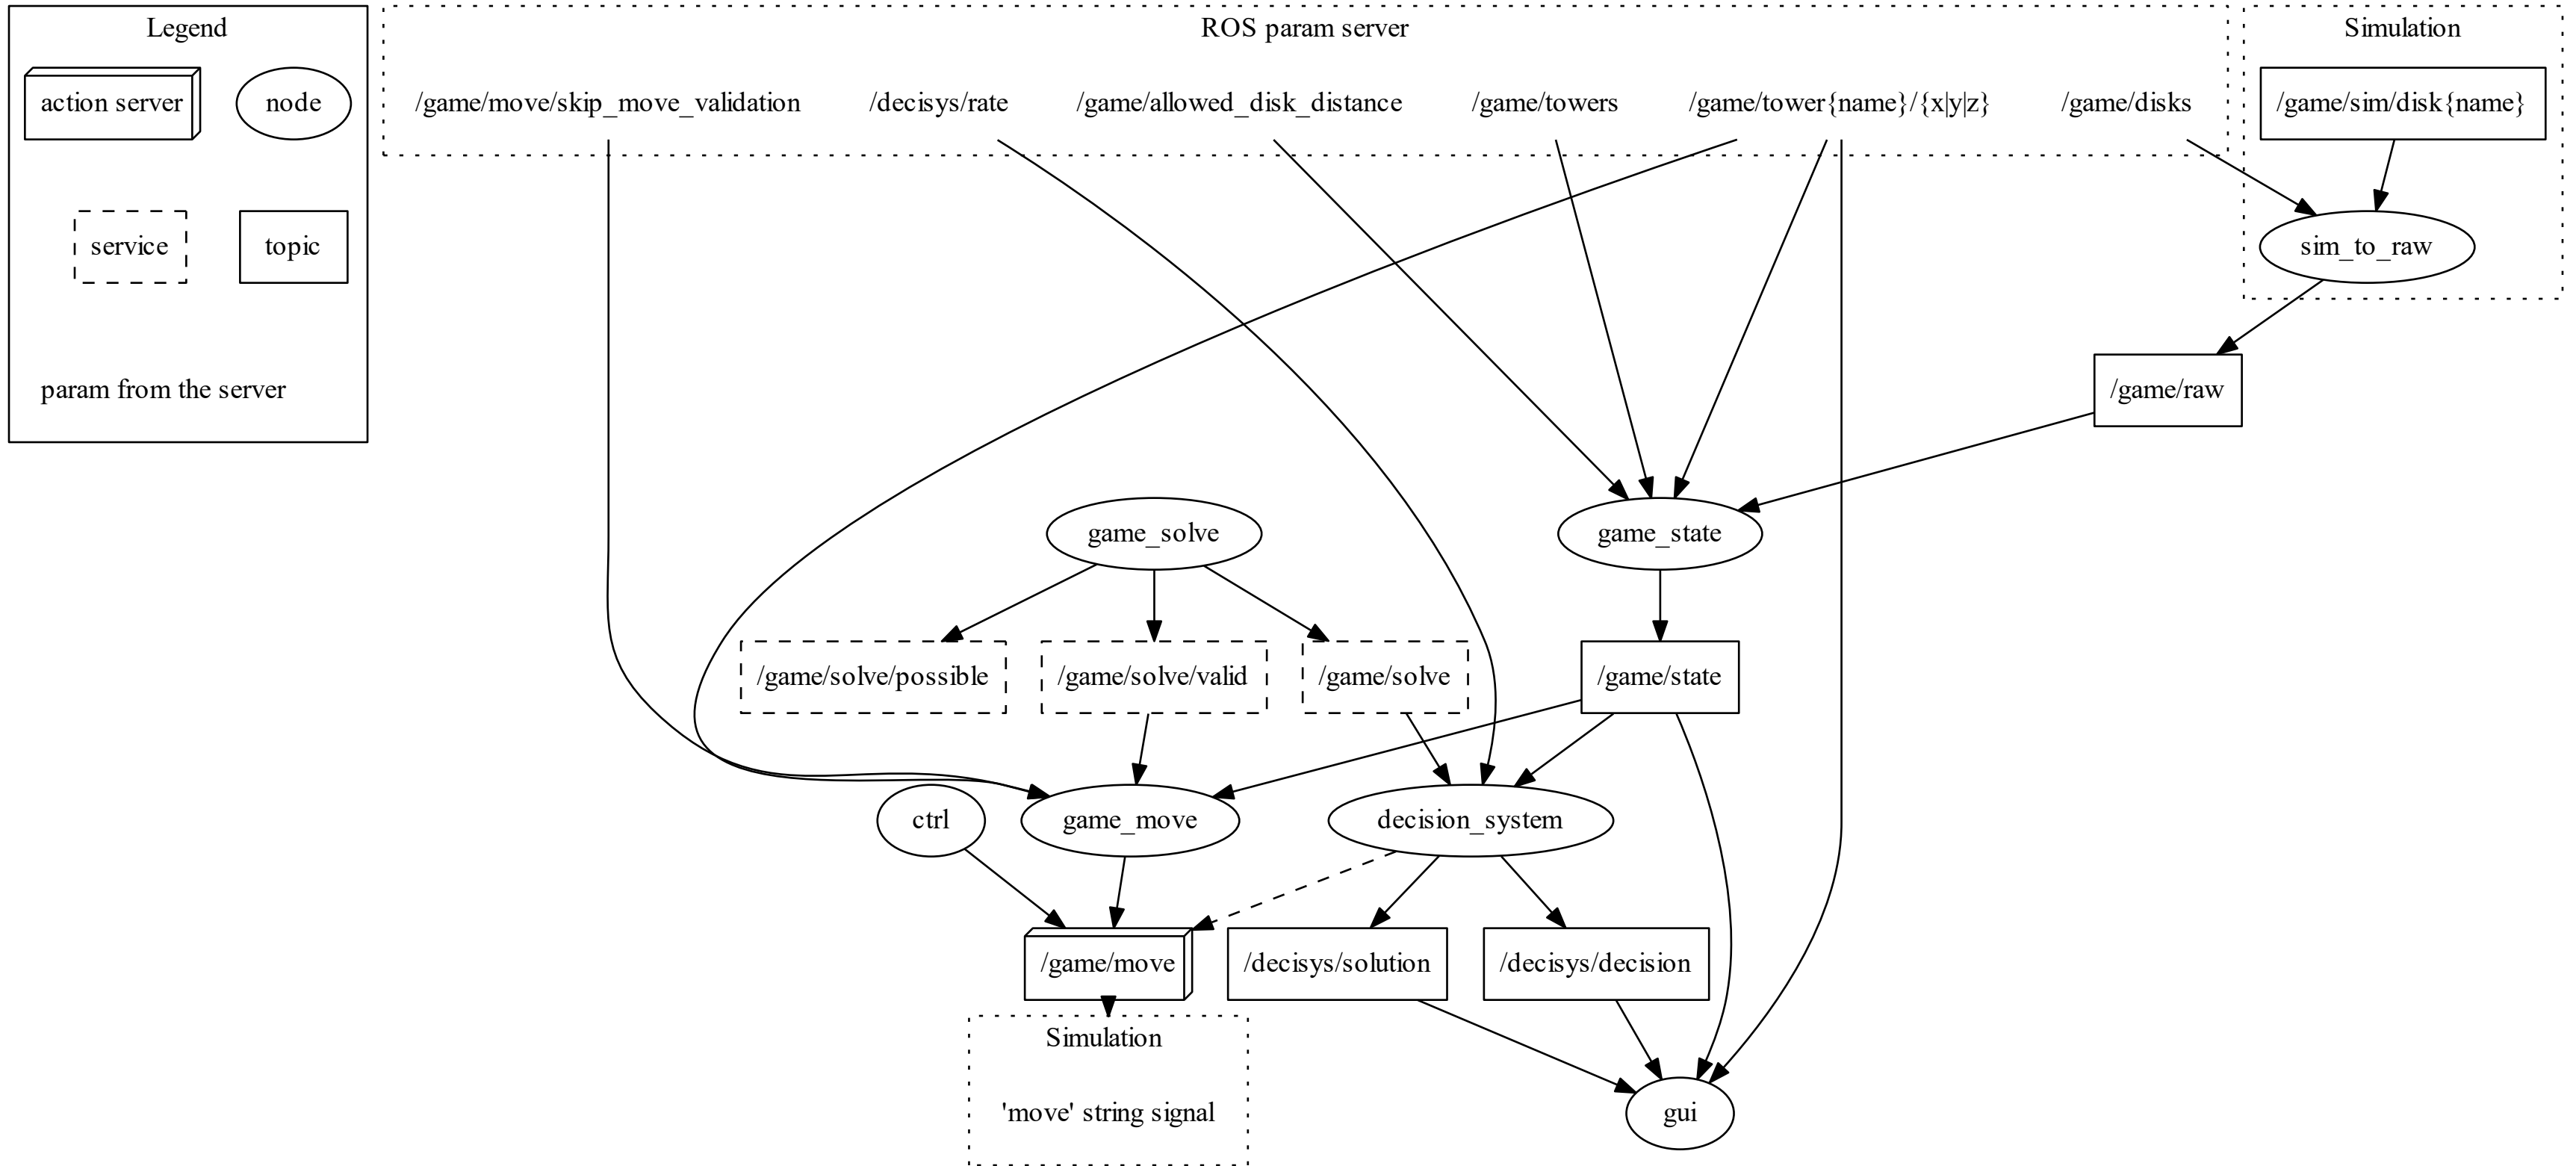 Legend
action server
node
service
topic
param from the server
ROS param server
/game/move/skip_move_validation
/decisys/rate
/game/allowed_disk_distance
/game/towers
/game/tower{name}/{x|y|z}
/game/disks
Simulation
/game/sim/disk{name}
sim_to_raw
/game/raw
game_solve
game_state
/game/solve/possible
/game/solve/valid
/game/solve
/game/state
ctrl
game_move
decision_system
/game/move
/decisys/solution
/decisys/decision
Simulation
'move' string signal
gui